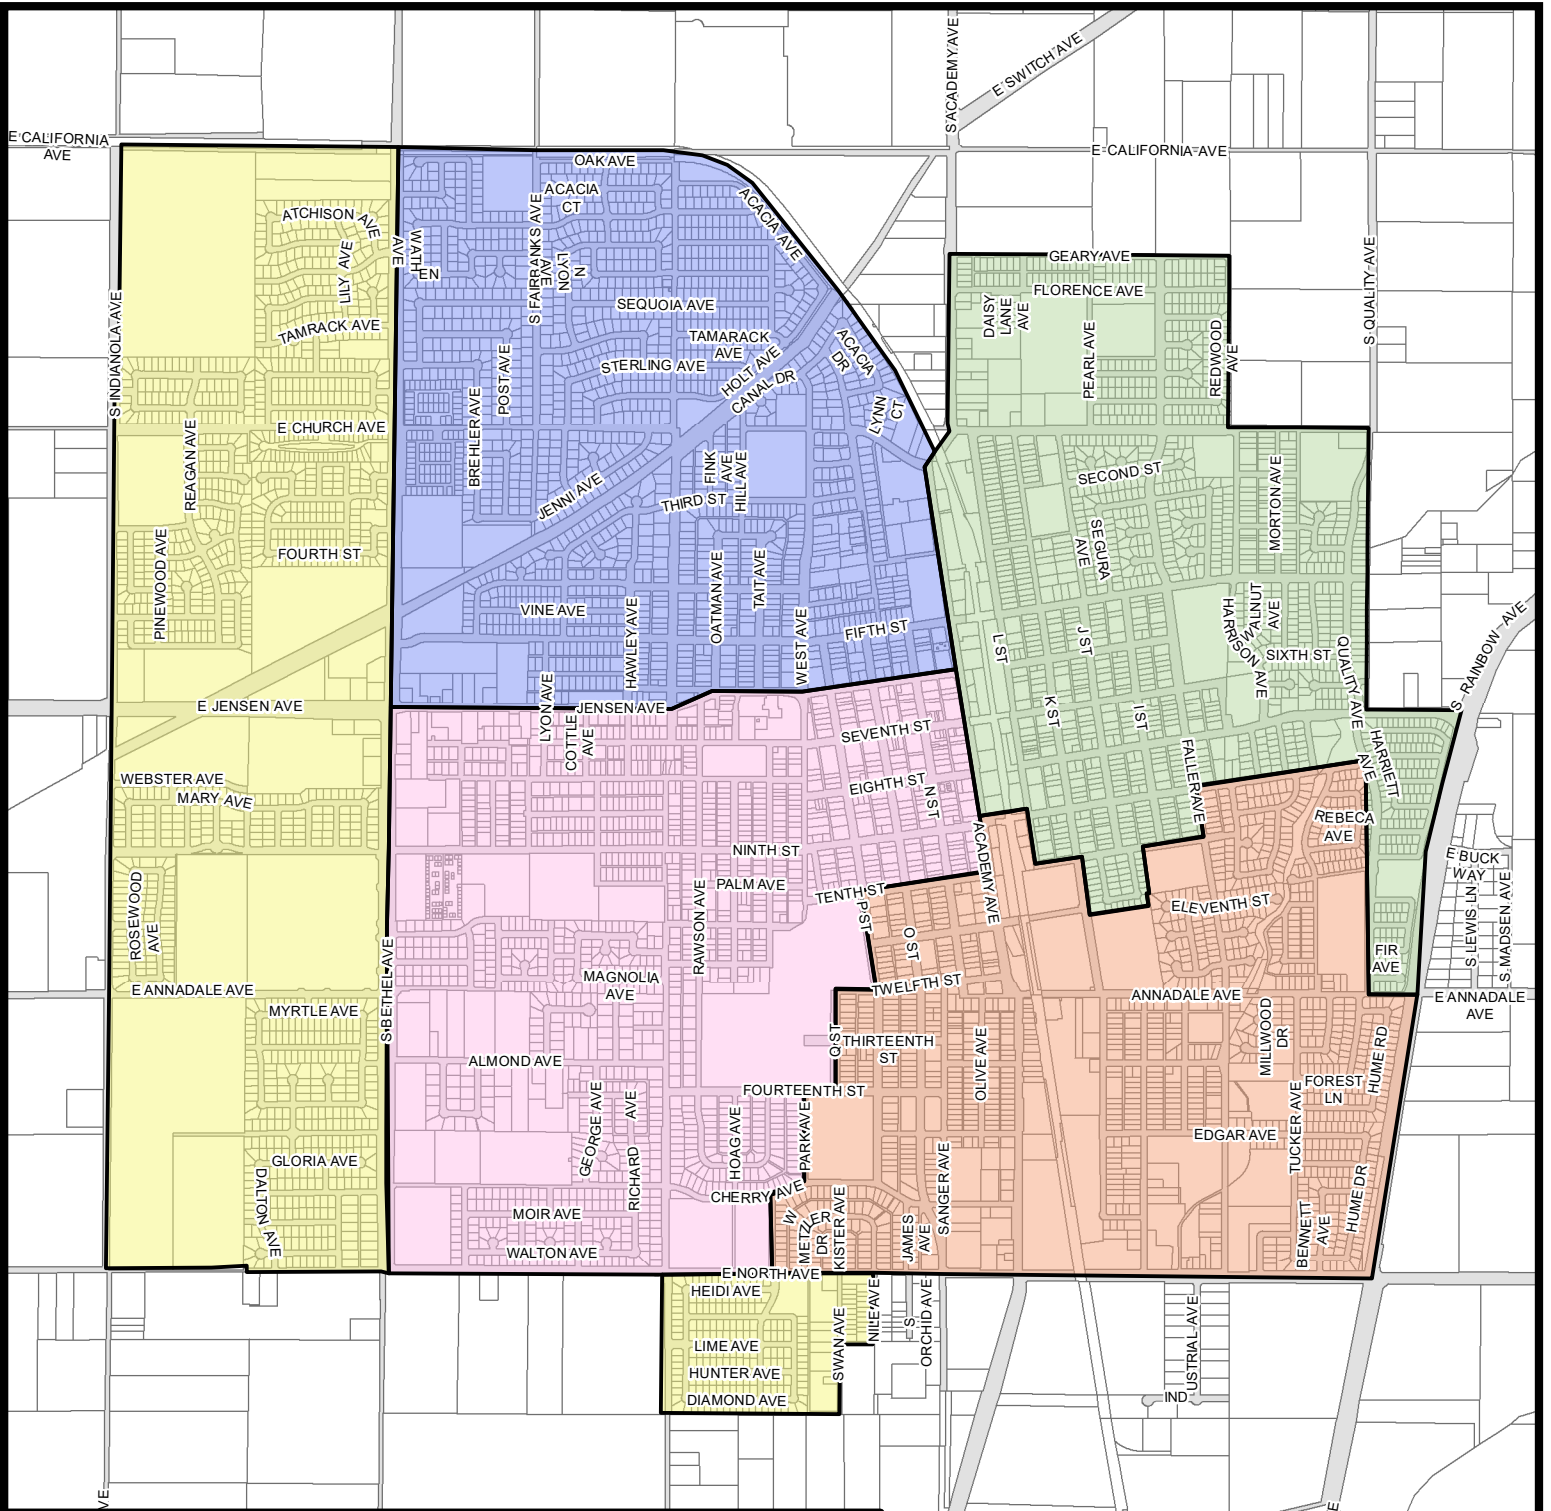 S ACADEMY AVE
E SWITCH AVE
E CALIFORNIA
AVE
E CALIFORNIA AVE
OAK AVE
ACACIA
CT
ACACIA AVE
ATCHISON AVE
LILY AVE
TAMRACK AVE
AVE
WATH
EN
S FAIRBANKS AVE
AVE
LYON
N
SEQUOIA AVE
TAMARACK
AVE
STERLING AVE
HOLT AVE
CANAL DR
ACACIA
DR
LYNN
CT
GEARY AVE
FLORENCE AVE
DAISY
LANE
AVE
PEARL AVE
REDWOOD
AVE
S QUALITY AVE
S INDIANOLA AVE
POST AVE
BREHLER AVE
E CHURCH AVE
REAGAN AVE
JENNI AVE
THIRD ST
FINK
AVE
HILL AVE
SECOND ST
MORTON AVE
SEGURA
AVE
FOURTH ST
PINEWOOD AVE
VINE AVE
HAWLEY AVE
OATMAN AVE
TAIT AVE
WEST AVE
FIFTH ST
L ST
J ST
HARRISON AVE
WALNUT
AVE
SIXTH ST
QUALITY AVE
S RAINBOW AVE
E JENSEN AVE
LYON AVE
COTTLE
AVE
JENSEN AVE
SEVENTH ST
K ST
I ST
FALLER AVE
HARRIETT
AVE
WEBSTER AVE
MARY AVE
EIGHTH ST
N ST
NINTH ST
ACADEMY AVE
REBECA
AVE
E BUCK
WAY
ROSEWOOD
AVE
RAWSON AVE
PALM AVE
TENTH ST
P ST
O ST
ELEVENTH ST
FIR
AVE
S LEWIS LN
S MADSEN AVE
S BETHEL AVE
MAGNOLIA
AVE
TWELFTH ST
E ANNADALE AVE
ANNADALE AVE
E ANNADALE
AVE
MYRTLE AVE
Q ST
THIRTEENTH
ST
OLIVE AVE
MILLWOOD
DR
HUME RD
ALMOND AVE
FOURTEENTH ST
FOREST
LN
GEORGE AVE
AVE
RICHARD
HOAG AVE
PARK AVE
EDGAR AVE
TUCKER AVE
GLORIA AVE
DALTON AVE
SANGER AVE
CHERRY AVE
MOIR AVE
WALTON AVE
W
METZLER
DR
KISTER AVE
JAMES
AVE
BENNETT
AVE
HUME DR
E NORTH AVE
HEIDI AVE
LIME AVE
HUNTER AVE
DIAMOND AVE
SWAN AVE
NILE AVE
S
ORCHID AVE
IND
USTRIAL AVE
VE
E